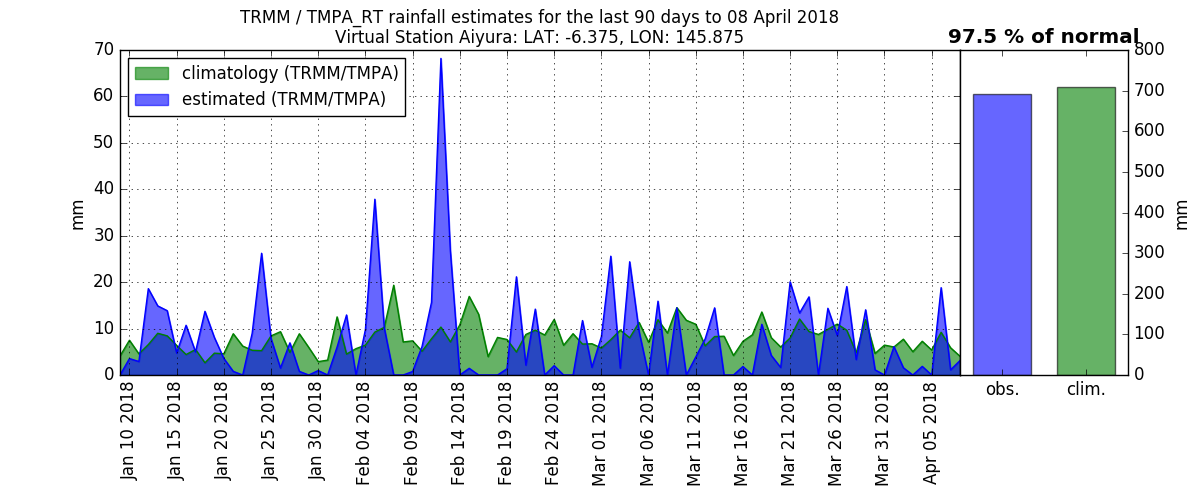 TRMM / TMPA_RT rainfall estimates for the last 90 days to 08 April 2018
Virtual Station Aiyura: LAT: -6.375, LON: 145.875
97.5 % of normal
climatology (TRMM/TMPA)
estimated (TRMM/TMPA)
mm
70
60
50
40
30
20
10
0
Jan 10 2018
Jan 15 2018
Jan 20 2018
Jan 25 2018
Jan 30 2018
Feb 04 2018
Feb 09 2018
Feb 14 2018
Feb 19 2018
Feb 24 2018
Mar 01 2018
Mar 06 2018
Mar 11 2018
Mar 16 2018
Mar 21 2018
Mar 26 2018
Mar 31 2018
Apr 05 2018
obs.
clim.
800
700
600
500
400
300
200
100
0
mm